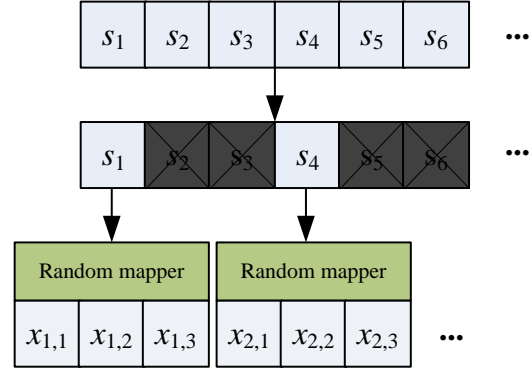 s1 s2 s3 s4 s5 s6 ...
s1 s2 s3 s4 s5 s6 ...
Random mapper Random mapper
x1,1 x1,2 x1,3 x2,1 x2,2 x2,3 ...